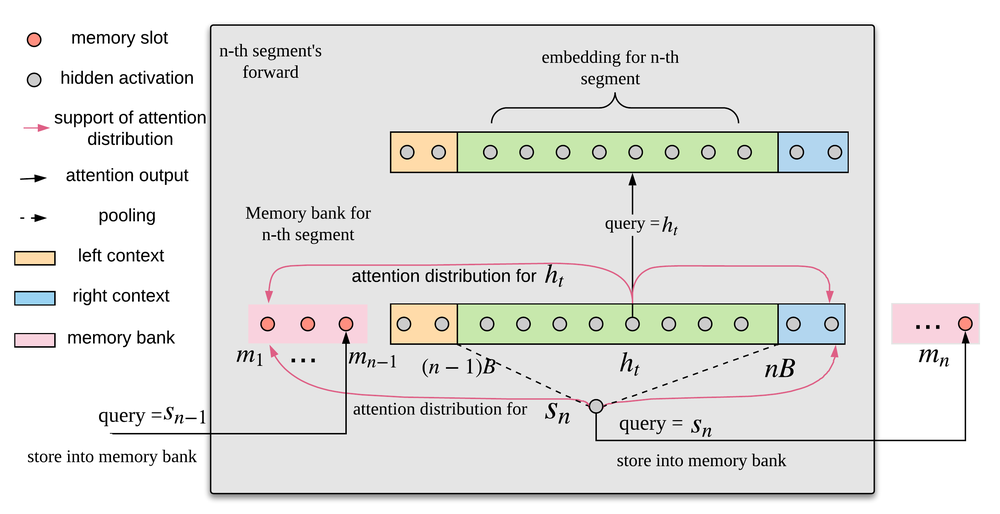 memory slot
hidden activation
support of attention
distribution
attention output
pooling
left context
right context
memory bank
n-th segment's
forward
embedding for n-th
segment
query = h_t
Memory bank for
n-th segment
attention distribution for h_t
m_1 ... m_{n-1} (n − 1)B h_t nB
... m_n
query = s_{n-1}
attention distribution for s_n
query = s_n
store into memory bank
store into memory bank